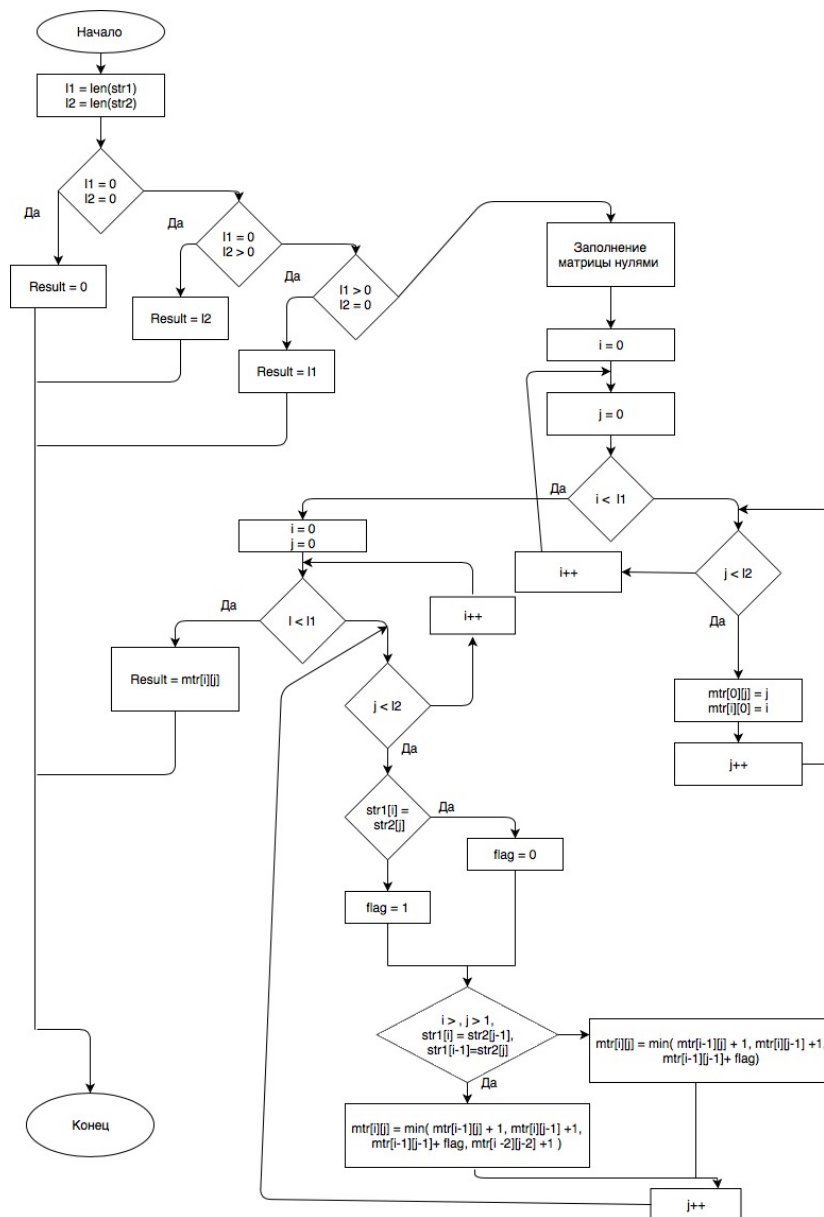 Начало
l1 = len(str1)
l2 = len(str2)
l1 = 0
l2 = 0
Да
Result = 0
l1 = 0
l2 > 0
Да
Result = l2
l1 > 0
l2 = 0
Да
Result = l1
Заполнение
матрицы нулями
i = 0
j = 0
i < l1
Да
j < l2
i++
Да
mtr[0][j] = j
mtr[i][0] = i
j++
i = 0
j = 0
I < l1
Да
i++
Result = mtr[i][j]
j < l2
Да
str1[i] =
str2[j]
Да
flag = 0
flag = 1
i > , j > 1,
str1[i] = str2[j-1],
str1[i-1]=str2[j]
Да
mtr[i][j] = min( mtr[i-1][j] + 1, mtr[i][j-1] +1,
mtr[i-1][j-1]+ flag)
mtr[i][j] = min( mtr[i-1][j] + 1, mtr[i][j-1] +1,
mtr[i-1][j-1]+ flag, mtr[i -2][j-2] +1 )
j++
Конец